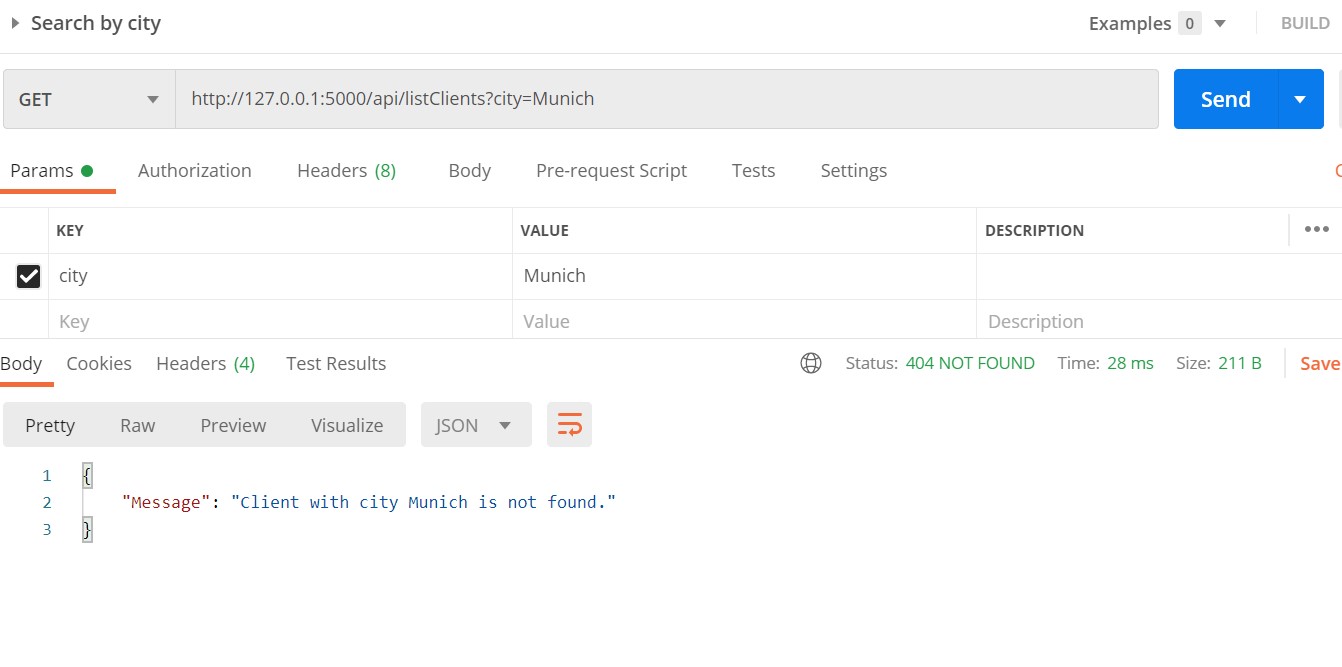 Search by city Examples 0 BUILD
GET http://127.0.0.1:5000/api/listClients?city=Munich Send
Params Authorization Headers (8) Body Pre-request Script Tests Settings
KEY VALUE DESCRIPTION
city Munich
Key Value Description
Body Cookies Headers (4) Test Results Status: 404 NOT FOUND Time: 28 ms Size: 211 B Save
Pretty Raw Preview Visualize JSON
1 {
2 "Message": "Client with city Munich is not found."
3 }